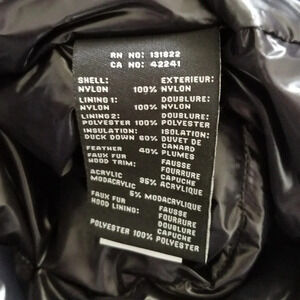 RN NO: 131822
CA NO: 42241
SHELL: EXTERIEUR:
NYLON 100% NYLON
LINING 1: DOUBLURE:
NYLON 100% NYLON
LINING 2: DOUBLURE:
POLYESTER 100% POLYESTER
INSULATION: ISOLATION:
DUCK DOWN 60% DUVET DE
CANARD
FEATHER 40% PLUMES
FAUX FUR FAUSSE
HOOD TRIM: FOURRURE
CAPUCHE
ACRYLIC 95% ACRYLIQUE
MODACRYLIC 5% MODACRYLIQUE
FAUX FUR FAUSSE
HOOD LINING: FOURRURE
DOUBLURE
CAPUCHE
POLYESTER 100% POLYESTER